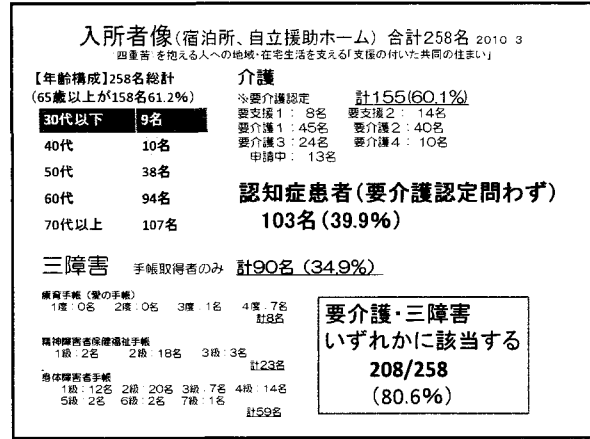 入所者像(宿泊所、自立援助ホーム) 合計258名 2010 3
"四重苦"を抱える人への地域・在宅生活を支える「支援の付いた共同の住まい」
【年齢構成】258名総計
(65歳以上が158名61.2%)
30代以下 9名
40代 10名
50代 38名
60代 94名
70代以上 107名
介護
※要介護認定 計155(60.1%)
要支援1: 8名 要支援2: 14名
要介護1:45名 要介護2:40名
要介護3:24名 要介護4: 10名
申請中: 13名
認知症患者(要介護認定問わず)
103名(39.9%)
三障害 手帳取得者のみ 計90名(34.9%)
療育手帳(愛の手帳)
1度:0名 2度:0名 3度:1名 4度:7名
計8名
精神障害者保健福祉手帳
1級:2名 2級:18名 3級:3名
計23名
身体障害者手帳
1級:12名 2級:20名 3級:7名 4級:14名
5級:2名 6級:2名 7級:1名
計59名
要介護・三障害
いずれかに該当する
208/258
(80.6%)